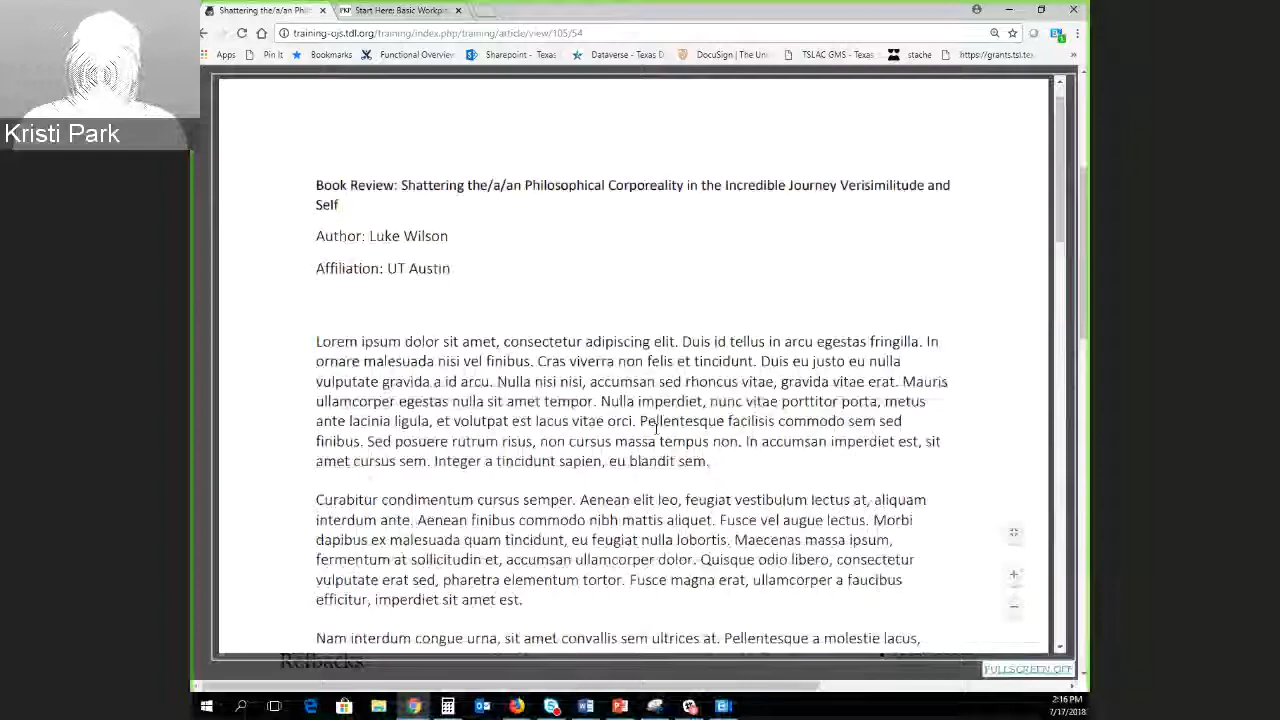 Shattering the/a/an Phil
Start Here: Basic Workpl
training-ojs.tdl.org/training/index.php/training/article/view/105/54
Apps Pin It Bookmarks Functional Overview Sharepoint - Texas Dataverse - Texas D DocuSign | The Uni TSLAC GMS - Texas stache https://grants.tsl.tex
Kristi Park
Book Review: Shattering the/a/an Philosophical Corporeality in the Incredible Journey Verisimilitude and
Self
Author: Luke Wilson
Affiliation: UT Austin
Lorem ipsum dolor sit amet, consectetur adipiscing elit. Duis id tellus in arcu egestas fringilla. In
ornare malesuada nisi vel finibus. Cras viverra non felis et tincidunt. Duis eu justo eu nulla
vulputate gravida a id arcu. Nulla nisi nisi, accumsan sed rhoncus vitae, gravida vitae erat. Mauris
ullamcorper egestas nulla sit amet tempor. Nulla imperdiet, nunc vitae porttitor porta, metus
ante lacinia ligula, et volutpat est lacus vitae orci. Pellentesque facilisis commodo sem sed
finibus. Sed posuere rutrum risus, non cursus massa tempus non. In accumsan imperdiet est, sit
amet cursus sem. Integer a tincidunt sapien, eu blandit sem.
Curabitur condimentum cursus semper. Aenean elit leo, feugiat vestibulum lectus at, aliquam
interdum ante. Aenean finibus commodo nibh mattis aliquet. Fusce vel augue lectus. Morbi
dapibus ex malesuada quam tincidunt, eu feugiat nulla lobortis. Maecenas massa ipsum,
fermentum at sollicitudin et, accumsan ullamcorper dolor. Quisque odio libero, consectetur
vulputate erat sed, pharetra elementum tortor. Fusce magna erat, ullamcorper a faucibus
efficitur, imperdiet sit amet est.
Nam interdum congue urna, sit amet convallis sem ultrices at. Pellentesque a molestie lacus,
Refbacks
FULLSCREEN OFF
2:16 PM
7/17/2018